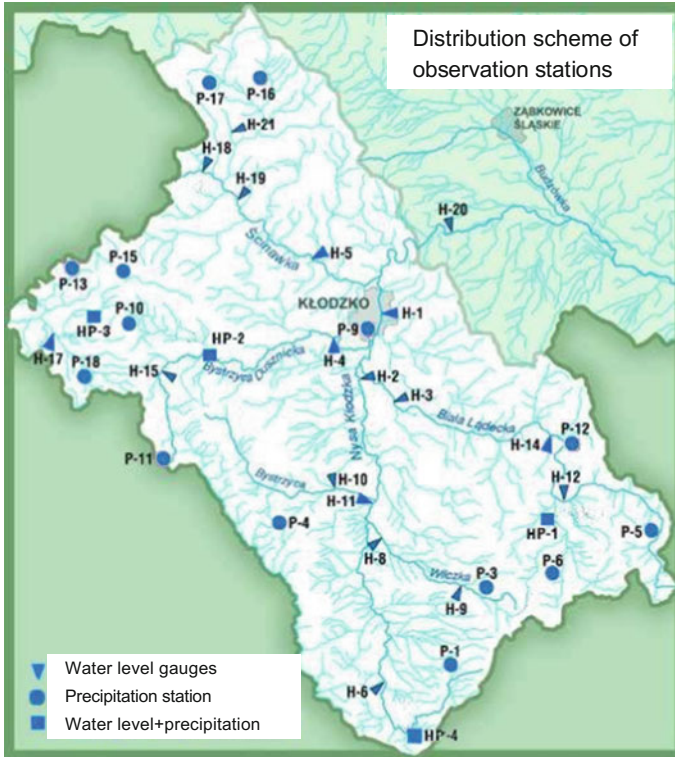 Distribution scheme of
observation stations
P-17
P-16
H-21
H-18
H-19
ZĄBKOWICE
ŚLĄSKIE
Budzówka
H-20
Ścinawka
H-5
P-15
P-13
KŁODZKO
H-1
P-10
HP-3
P-9
HP-2
H-4
H-17
P-18
H-15
Bystrzyca Dusznicka
H-2
H-3
Nysa Kłodzka
Biała Lądecka
P-12
H-14
P-11
Bystrzyca
H-10
H-12
H-11
P-4
HP-1
P-5
H-8
P-6
Wilczka
P-3
H-9
P-1
H-6
HP-4
Water level gauges
Precipitation station
Water level+precipitation